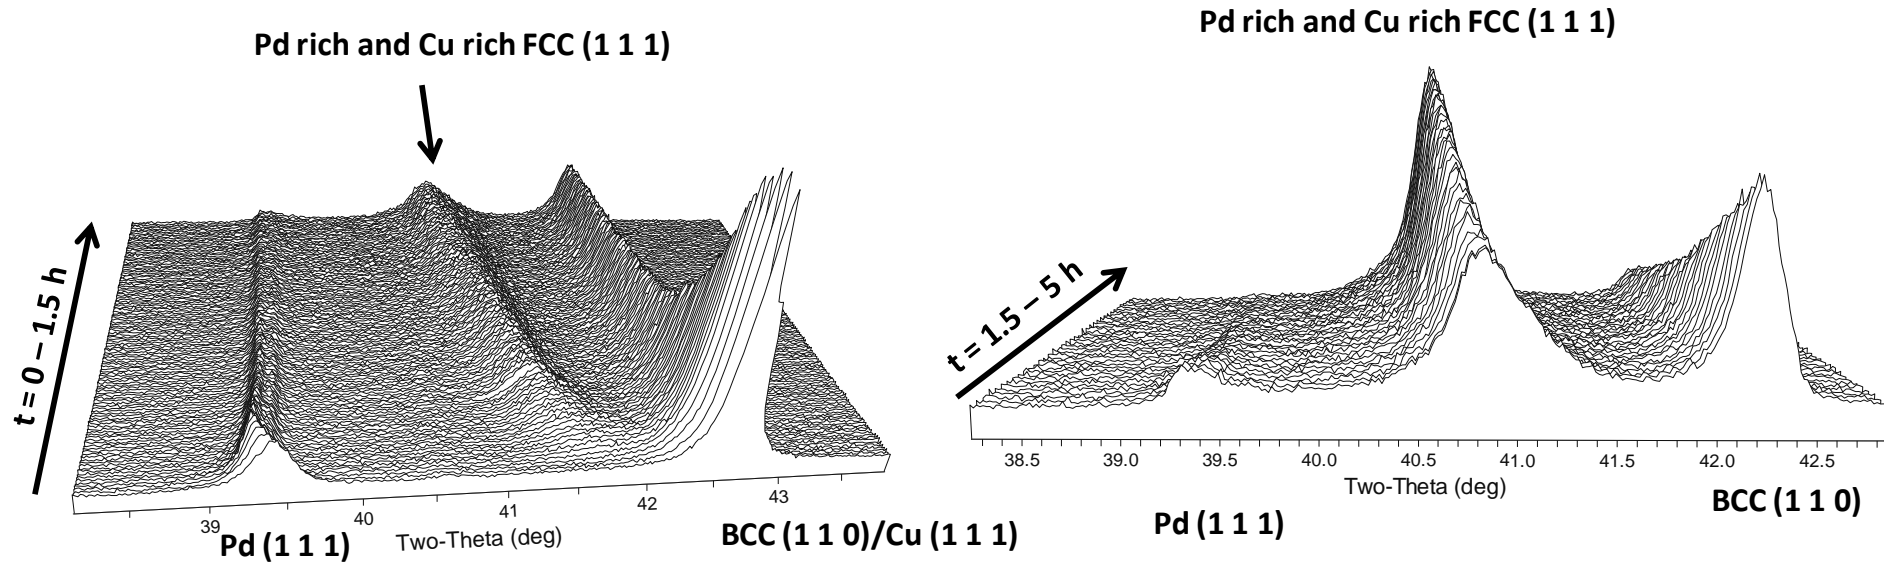 Pd rich and Cu rich FCC (1 1 1)
t = 0 – 1.5 h
39
40
41
42
43
Two-Theta (deg)
Pd (1 1 1)
BCC (1 1 0)/Cu (1 1 1)
Pd rich and Cu rich FCC (1 1 1)
t = 1.5 – 5 h
38.5
39.0
39.5
40.0
40.5
41.0
41.5
42.0
42.5
Two-Theta (deg)
Pd (1 1 1)
BCC (1 1 0)